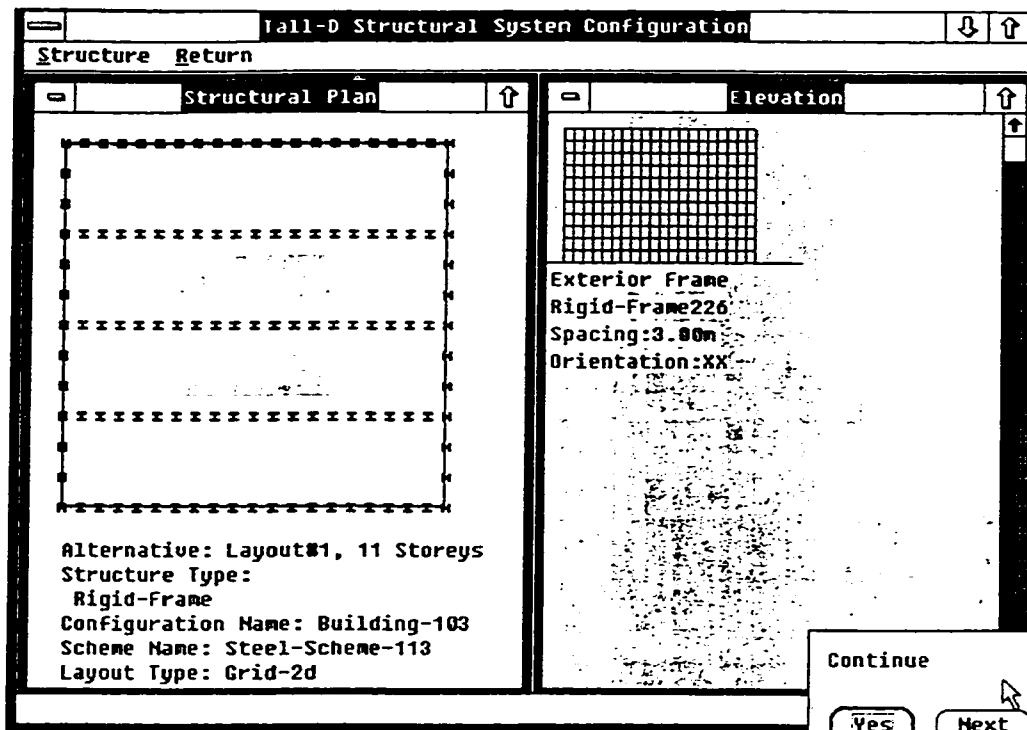 Tall-D Structural System Configuration
Structure Return
Structural Plan
Alternative: Layout#1, 11 Storeys
Structure Type:
Rigid-Frame
Configuration Name: Building-103
Scheme Name: Steel-Scheme-113
Layout Type: Grid-2d
Elevation
Exterior Frame
Rigid-Frame226
Spacing:3.00m
Orientation:XX
Continue
Yes Next